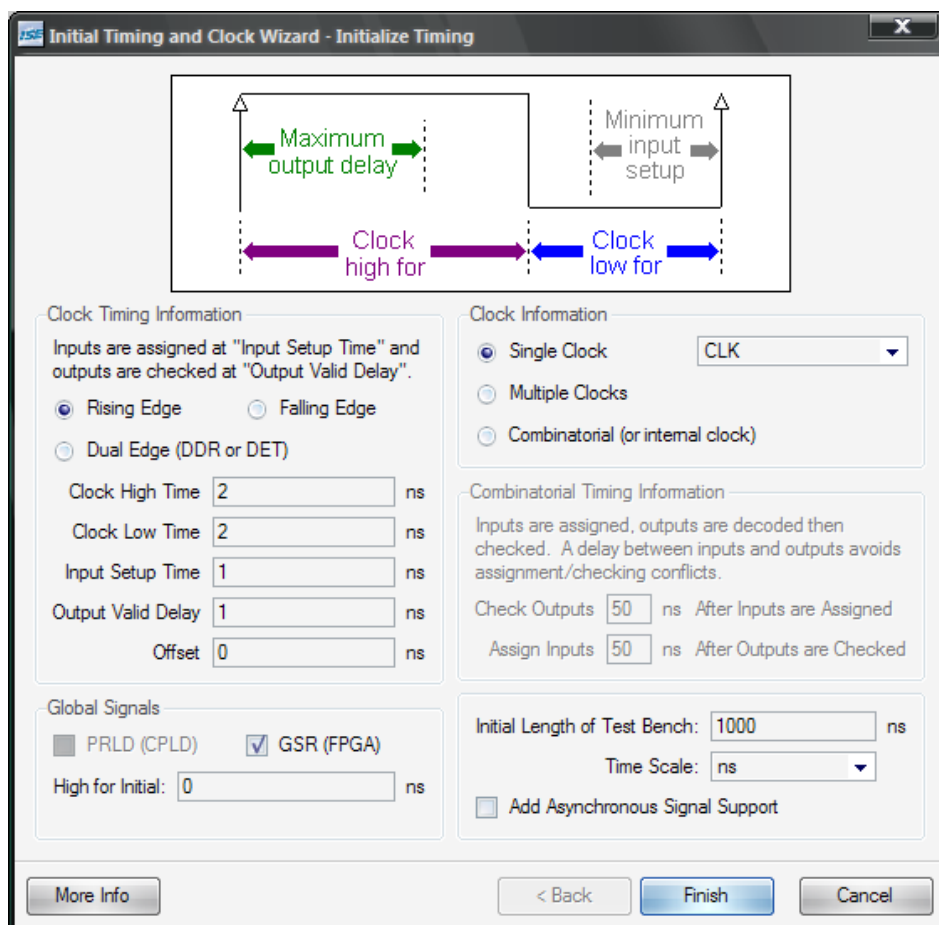 ISE Initial Timing and Clock Wizard - Initialize Timing
X
Maximum
output delay
Minimum
input
setup
Clock
high for
Clock
low for
Clock Timing Information
Inputs are assigned at "Input Setup Time" and
outputs are checked at "Output Valid Delay".
Rising Edge Falling Edge
Dual Edge (DDR or DET)
Clock High Time 2 ns
Clock Low Time 2 ns
Input Setup Time 1 ns
Output Valid Delay 1 ns
Offset 0 ns
Global Signals
PRLD (CPLD) GSR (FPGA)
High for Initial: 0 ns
Clock Information
Single Clock CLK
Multiple Clocks
Combinatorial (or internal clock)
Combinatorial Timing Information
Inputs are assigned, outputs are decoded then
checked. A delay between inputs and outputs avoids
assignment/checking conflicts.
Check Outputs 50 ns After Inputs are Assigned
Assign Inputs 50 ns After Outputs are Checked
Initial Length of Test Bench: 1000 ns
Time Scale: ns
Add Asynchronous Signal Support
More Info < Back Finish Cancel